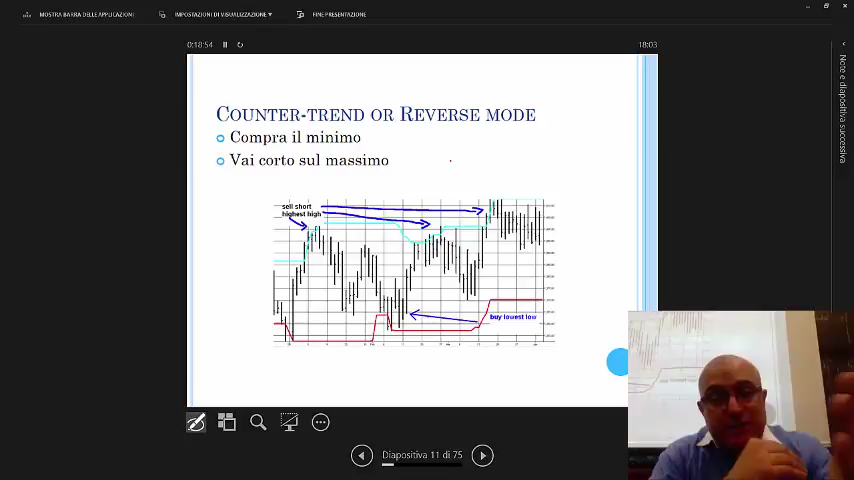 MOSTRA BARRA DELLE APPLICAZIONI
IMPOSTAZIONI DI VISUALIZZAZIONE
FINE PRESENTAZIONE
0:18:54
18:03
Note e diapositiva successiva
COUNTER-TREND OR REVERSE MODE
Compra il minimo
Vai corto sul massimo
sell short
highest high
buy lowest low
Diapositiva 11 di 75